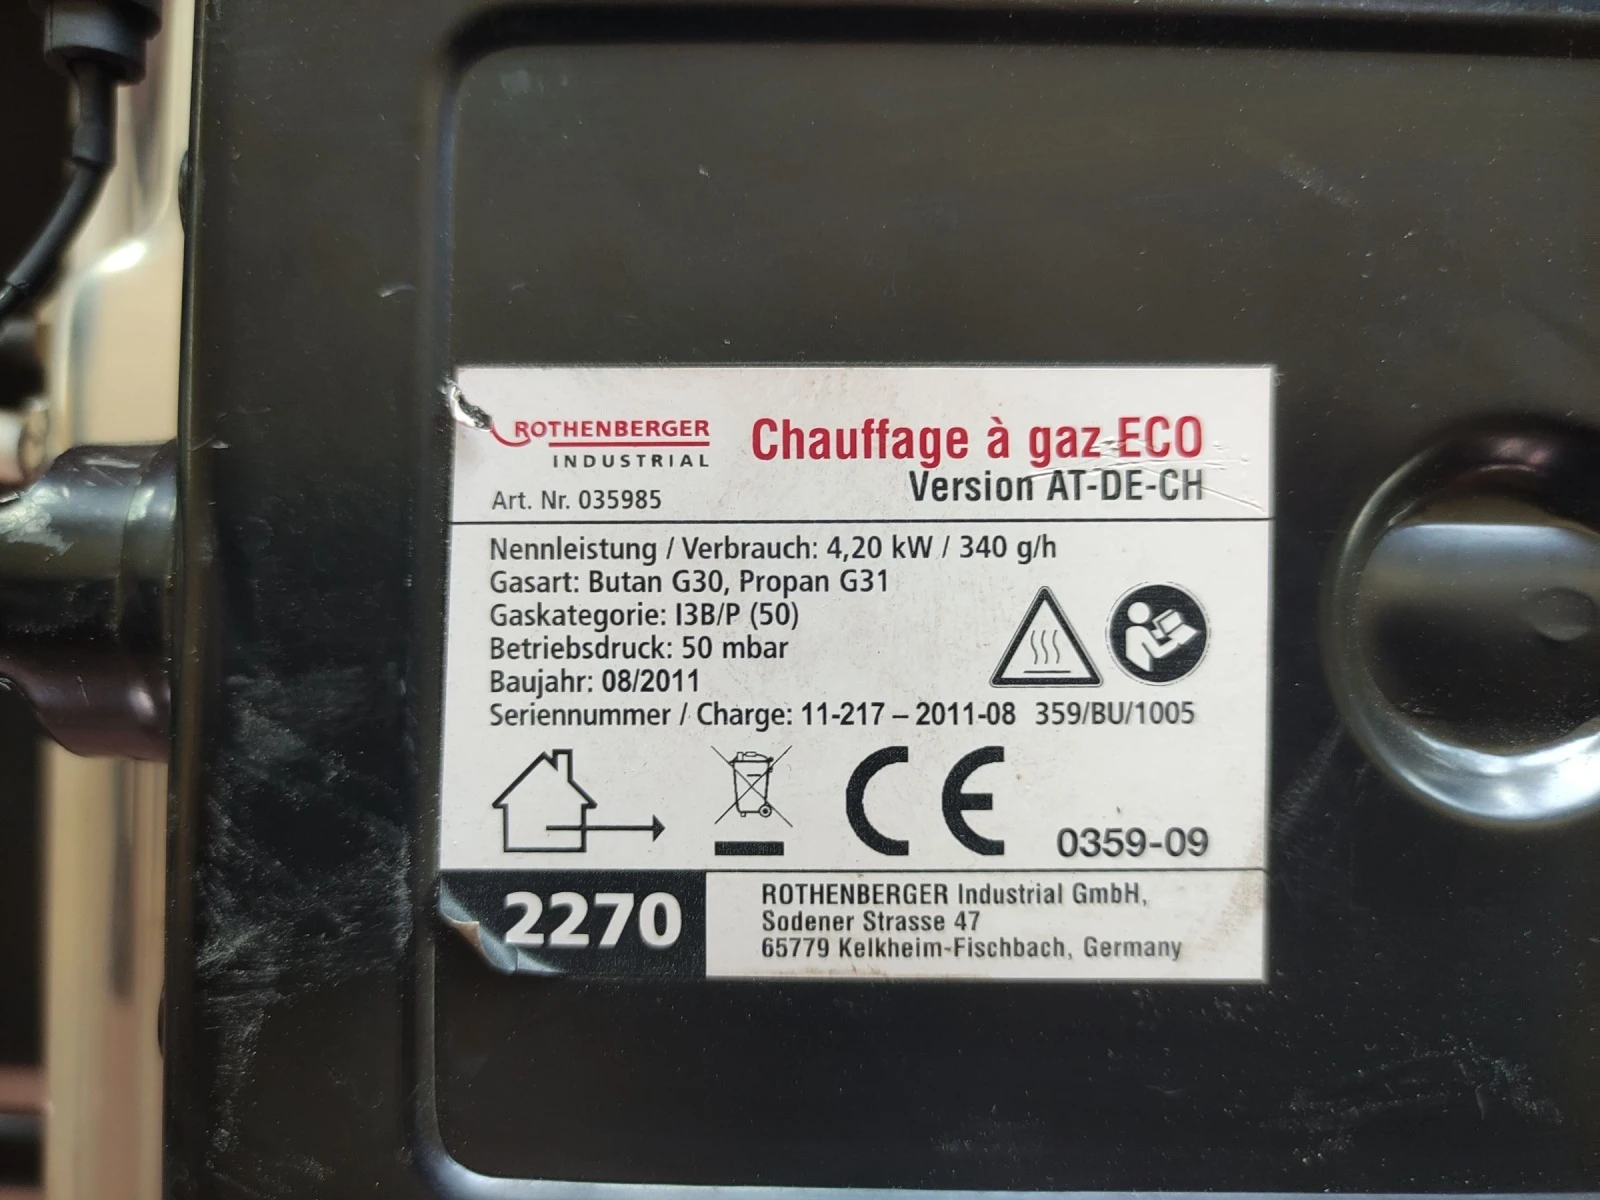 ROTHENBERGER
INDUSTRIAL
Art. Nr. 035985
Chauffage à gaz ECO
Version AT-DE-CH
Nennleistung / Verbrauch: 4,20 kW / 340 g/h
Gasart: Butan G30, Propan G31
Gaskategorie: I3B/P (50)
Betriebsdruck: 50 mbar
Baujahr: 08/2011
Seriennummer / Charge: 11-217 – 2011-08 359/BU/1005
CE
0359-09
2270
ROTHENBERGER Industrial GmbH,
Sodener Strasse 47
65779 Kelkheim-Fischbach, Germany